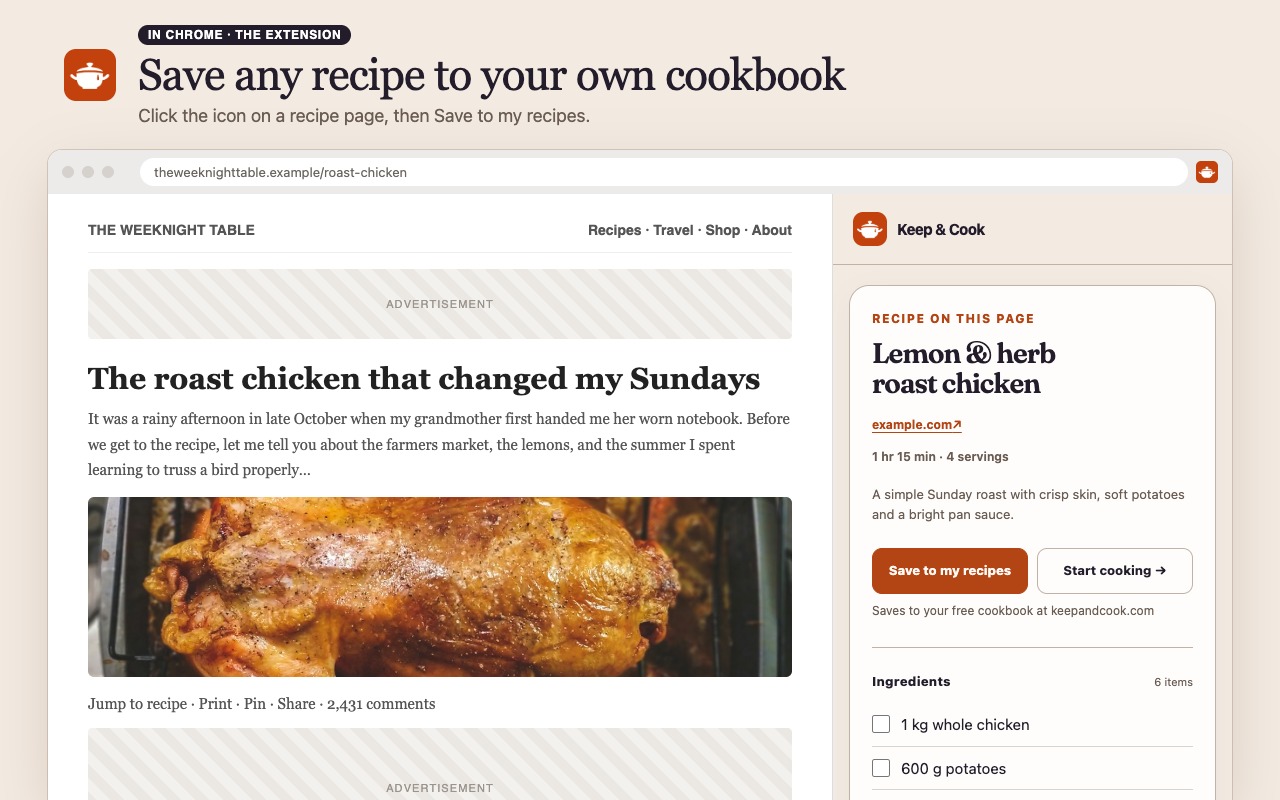 IN CHROME · THE EXTENSION
Save any recipe to your own cookbook
Click the icon on a recipe page, then Save to my recipes.
theweeknighttable.example/roast-chicken
THE WEEKNIGHT TABLE
Recipes · Travel · Shop · About
ADVERTISEMENT
The roast chicken that changed my Sundays
It was a rainy afternoon in late October when my grandmother first handed me her worn notebook. Before
we get to the recipe, let me tell you about the farmers market, the lemons, and the summer I spent
learning to truss a bird properly...
Jump to recipe · Print · Pin · Share · 2,431 comments
ADVERTISEMENT
Keep & Cook
RECIPE ON THIS PAGE
Lemon & herb
roast chicken
example.com↗
1 hr 15 min · 4 servings
A simple Sunday roast with crisp skin, soft potatoes
and a bright pan sauce.
Save to my recipes
Start cooking →
Saves to your free cookbook at keepandcook.com
Ingredients
6 items
1 kg whole chicken
600 g potatoes